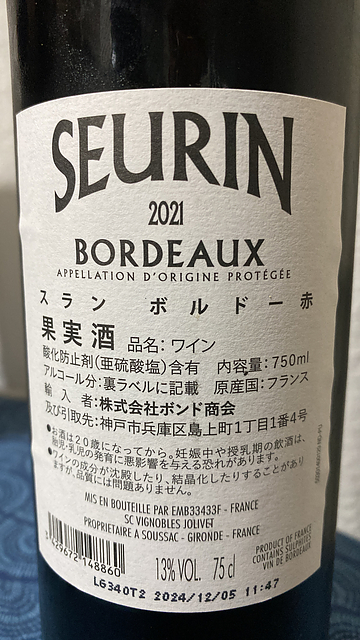 SEURIN
2021
BORDEAUX
APPELLATION D'ORIGINE PROTÉGÉE
スラン ボルドー赤
果実酒 品名：ワイン
酸化防止剤(亜硫酸塩)含有 内容量：750ml
アルコール分：裏ラベルに記載 原産国：フランス
輸入者：株式会社ボンド商会
及び引取先：神戸市兵庫区島上町1丁目1番4号
●お酒は20歳になってから。妊娠中や授乳期の飲酒は、
胎児・乳児の発育に悪影響を与える恐れがあります。
●ワインの成分が沈殿したり、結晶化したりすることがあり
ますが、品質には問題ありません。
MIS EN BOUTEILLE PAR EMB33433F - FRANCE
SC VIGNOBLES JOLIVET
PROPRIETAIRE A SOUSSAC - GIRONDE - FRANCE
13% VOL. 75 cl
PRODUCT OF FRANCE
CONTAINS SULPHITES
VIN DE BORDEAUX
L6340T2 2024/12/05 11:47